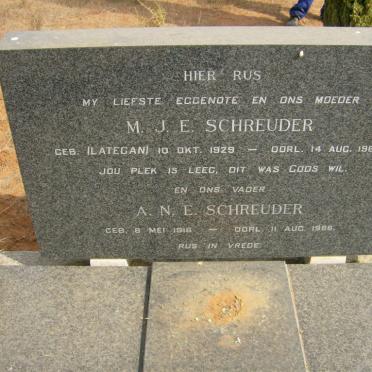 HIER RUS
MY LIEFSTE EGGENOTE EN ONS MOEDER
M. J. E. SCHREUDER
GEB. (LATEGAN) 10 OKT. 1929 — OORL. 14 AUG.
JOU PLEK IS LEEG, DIT WAS GODS WIL.
EN ONS VADER
A. N. E. SCHREUDER
GEB. 8 MEI 1916 — OORL. 11 AUG. 1986.
RUS IN VREDE